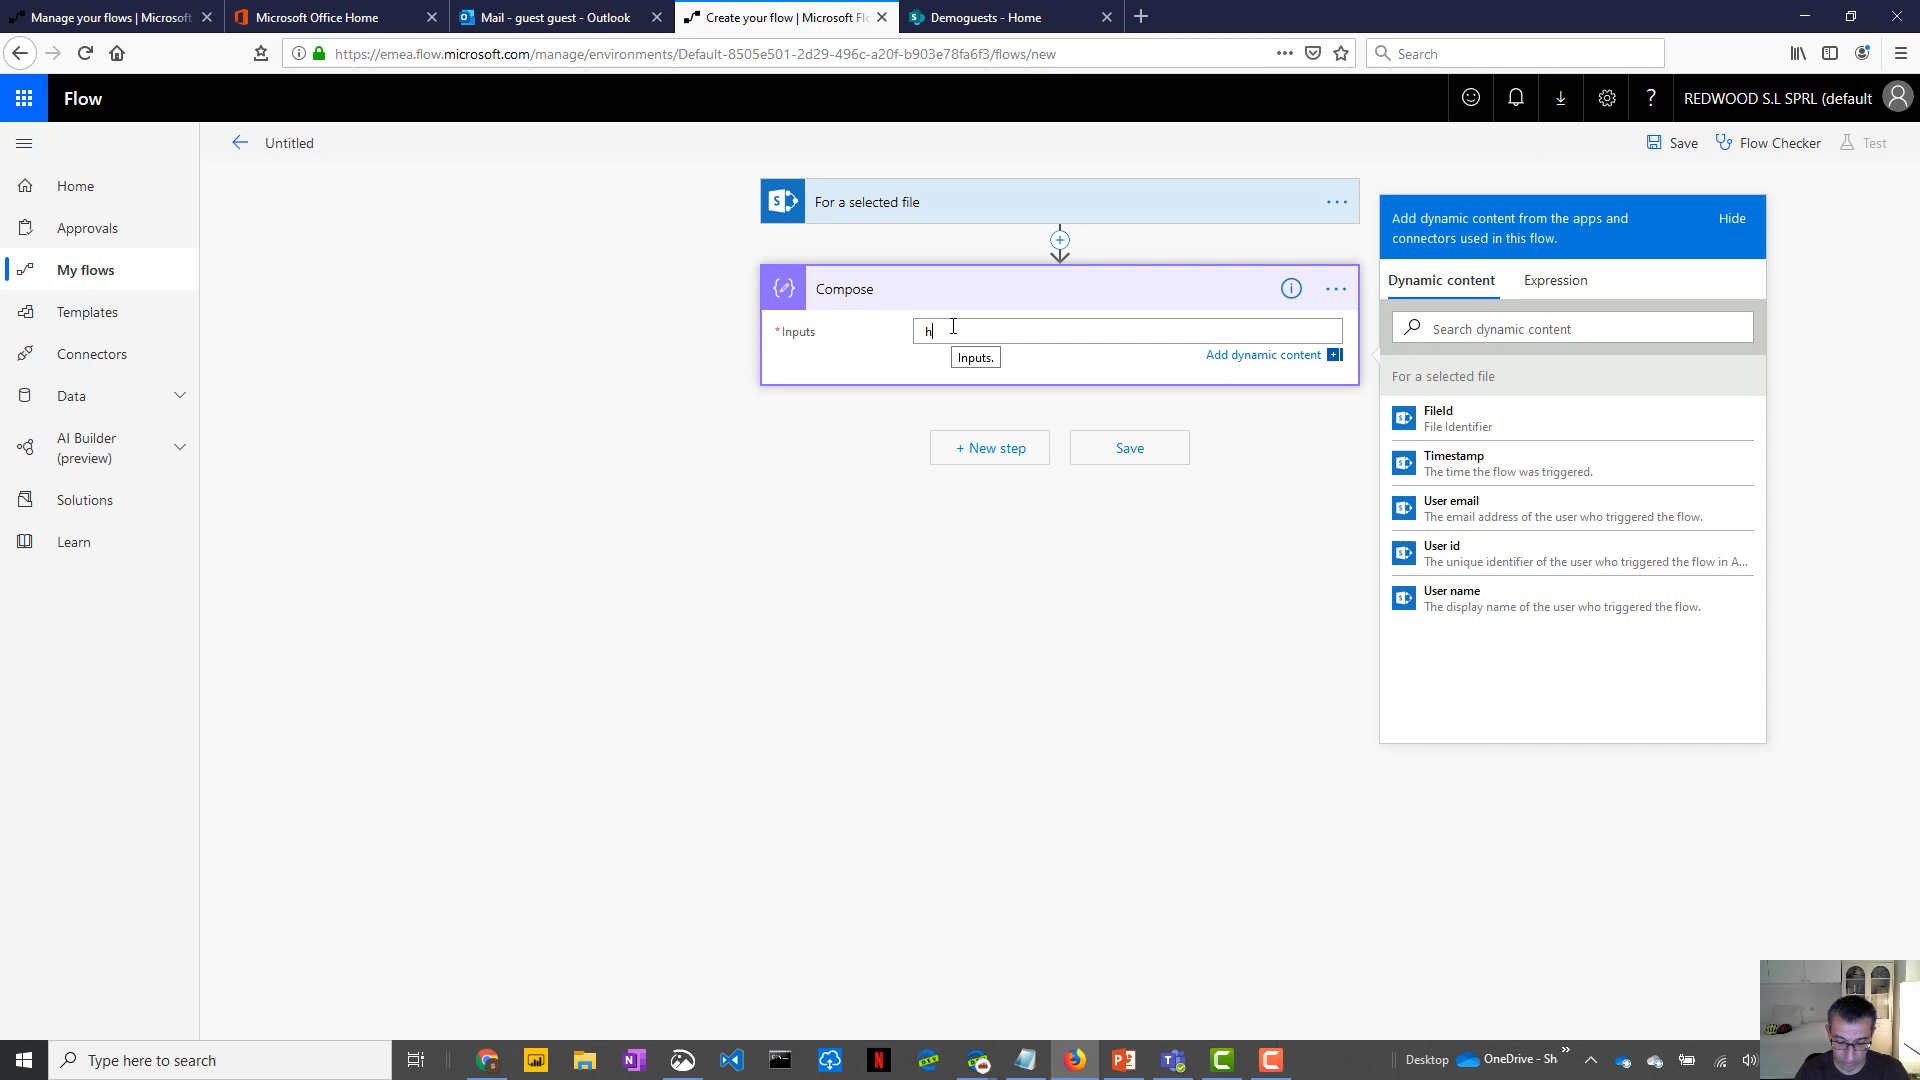 Manage your flows | Microsoft
Microsoft Office Home
Mail - guest guest - Outlook
Create your flow | Microsoft Fl
Demoguests - Home
https://emea.flow.microsoft.com/manage/environments/Default-8505e501-2d29-496c-a20f-b903e78fa6f3/flows/new
Search
Flow
REDWOOD S.L SPRL (default
Untitled
Save
Flow Checker
Test
Home
Approvals
My flows
Templates
Connectors
Data
AI Builder
(preview)
Solutions
Learn
For a selected file
Compose
* Inputs
h
Inputs.
Add dynamic content
+ New step
Save
Add dynamic content from the apps and
connectors used in this flow.
Hide
Dynamic content
Expression
Search dynamic content
For a selected file
FileId
File Identifier
Timestamp
The time the flow was triggered.
User email
The email address of the user who triggered the flow.
User id
The unique identifier of the user who triggered the flow in A...
User name
The display name of the user who triggered the flow.
Type here to search
Desktop
OneDrive - Sh